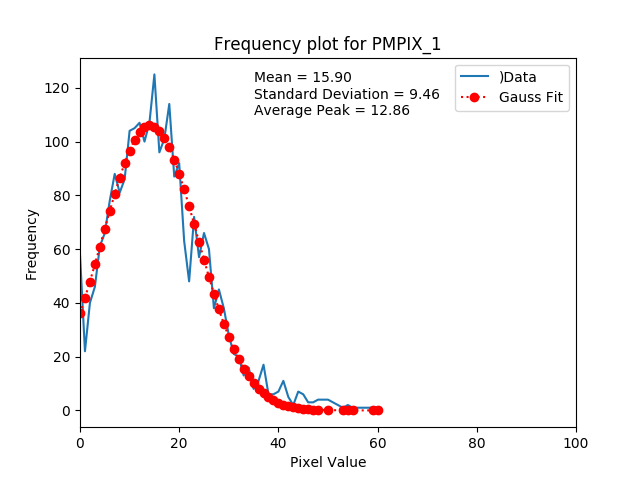 Frequency plot for PMPIX_1
Mean = 15.90
Standard Deviation = 9.46
Average Peak = 12.86
)Data
Gauss Fit
Frequency
120
100
80
60
40
20
0
0 20 40 60 80 100
Pixel Value